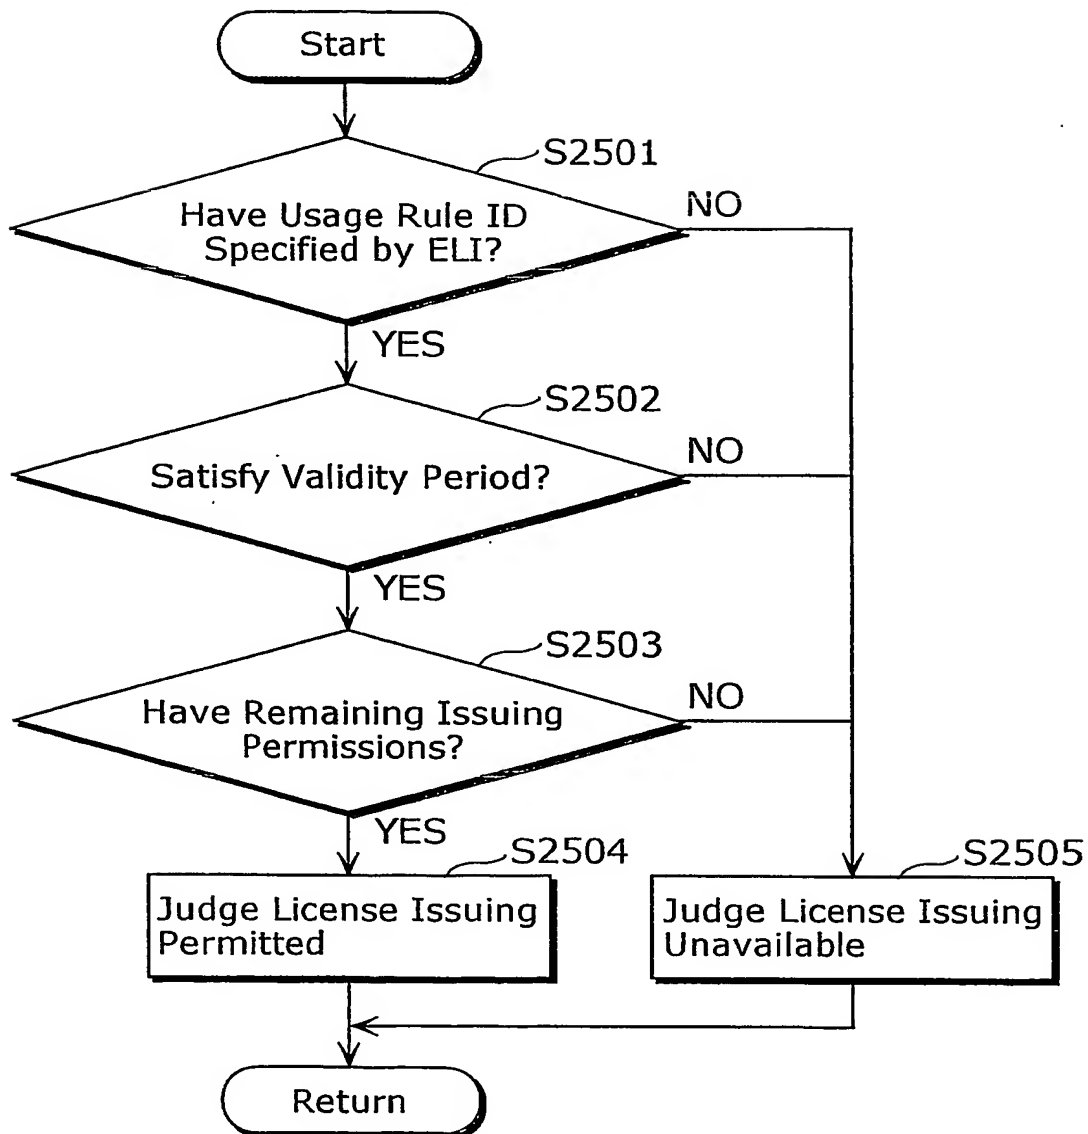 Start
S2501
Have Usage Rule ID
Specified by ELI?
NO
YES
S2502
Satisfy Validity Period?
NO
YES
S2503
Have Remaining Issuing
Permissions?
NO
YES
S2504
Judge License Issuing
Permitted
S2505
Judge License Issuing
Unavailable
Return